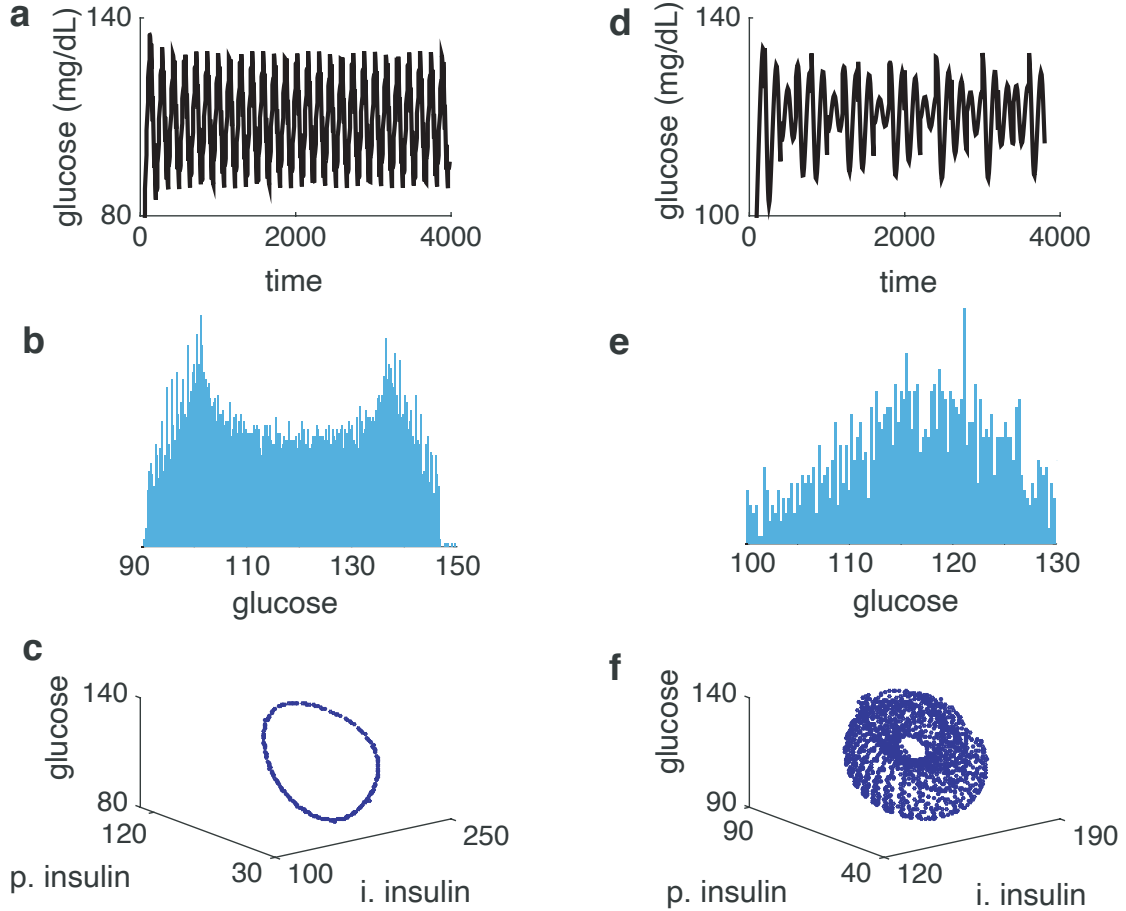 a
140
glucose (mg/dL)
80
0
2000
4000
time
b
90
110
130
150
glucose
c
140
glucose
80
120
p. insulin
30
100
250
i. insulin
d
140
glucose (mg/dL)
100
0
2000
4000
time
e
100
110
120
130
glucose
f
140
glucose
90
90
p. insulin
40
120
190
i. insulin